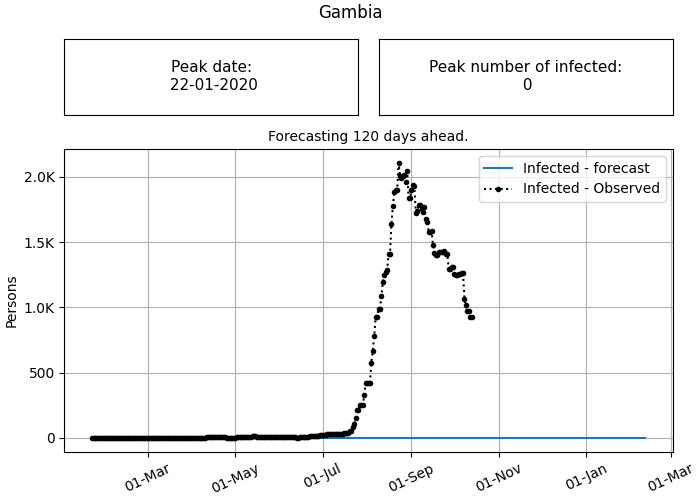 Gambia
Peak date:
22-01-2020
Peak number of infected:
0
Forecasting 120 days ahead.
Infected - forecast
Infected - Observed
Persons
2.0K
1.5K
1.0K
500
0
01-Mar
01-May
01-Jul
01-Sep
01-Nov
01-Jan
01-Mar